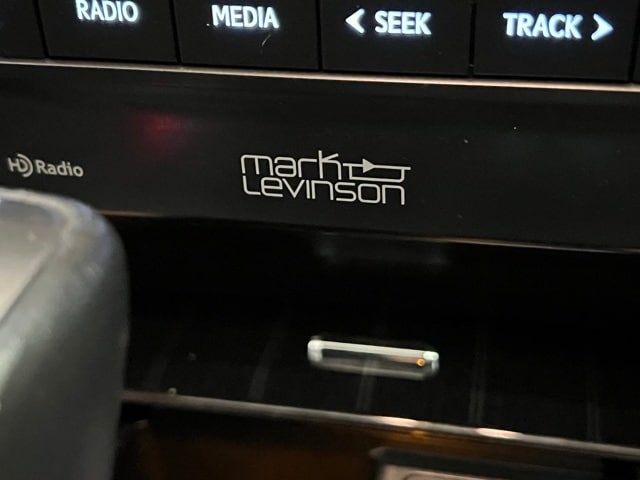 RADIO MEDIA < SEEK TRACK >
HD Radio
mark
LEVINSON